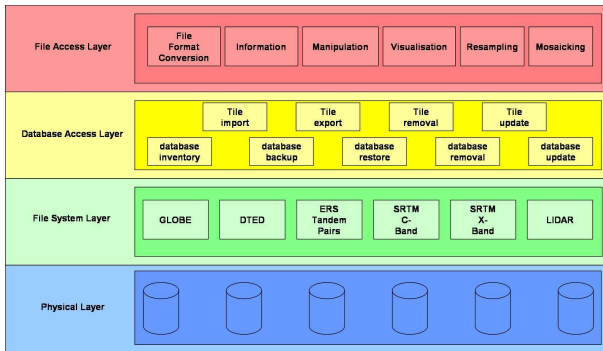 File Access Layer
File
Format
Conversion
Information
Manipulation
Visualisation
Resampling
Mosaicking
Database Access Layer
Tile
import
Tile
export
Tile
removal
Tile
update
database
inventory
database
backup
database
restore
database
removal
database
update
File System Layer
GLOBE
DTED
ERS
Tandem
Pairs
SRTM
C-
Band
SRTM
X-
Band
LIDAR
Physical Layer